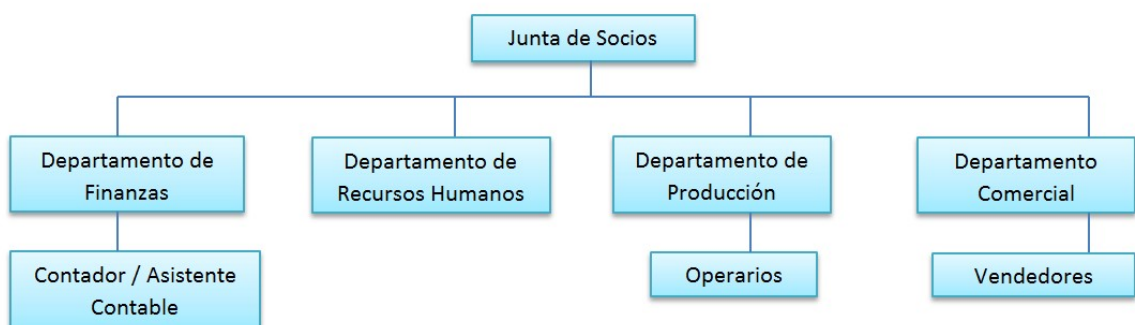 Junta de Socios
Departamento de
Finanzas
Departamento de
Recursos Humanos
Departamento de
Producción
Departamento
Comercial
Contador / Asistente
Contable
Operarios
Vendedores